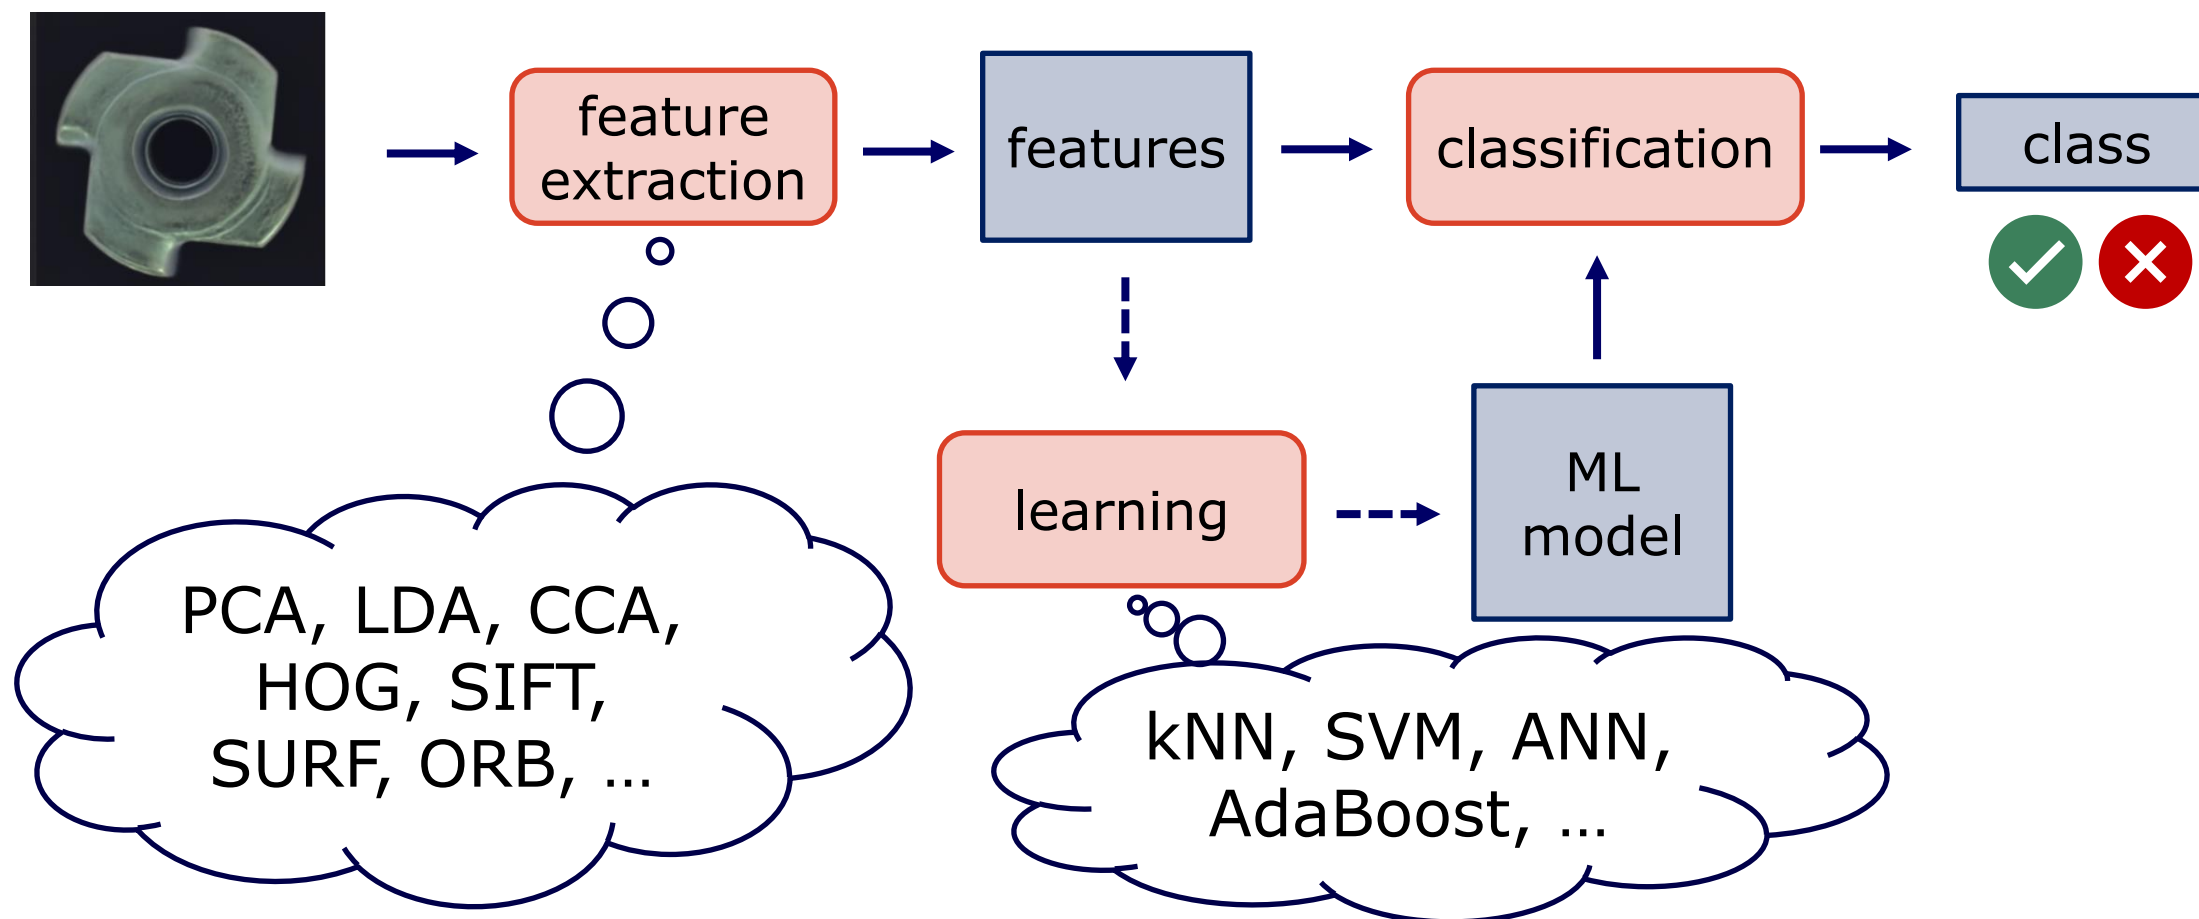 feature
extraction
features
classification
class
learning
ML
model
PCA, LDA, CCA,
HOG, SIFT,
SURF, ORB, ...
kNN, SVM, ANN,
AdaBoost, ...